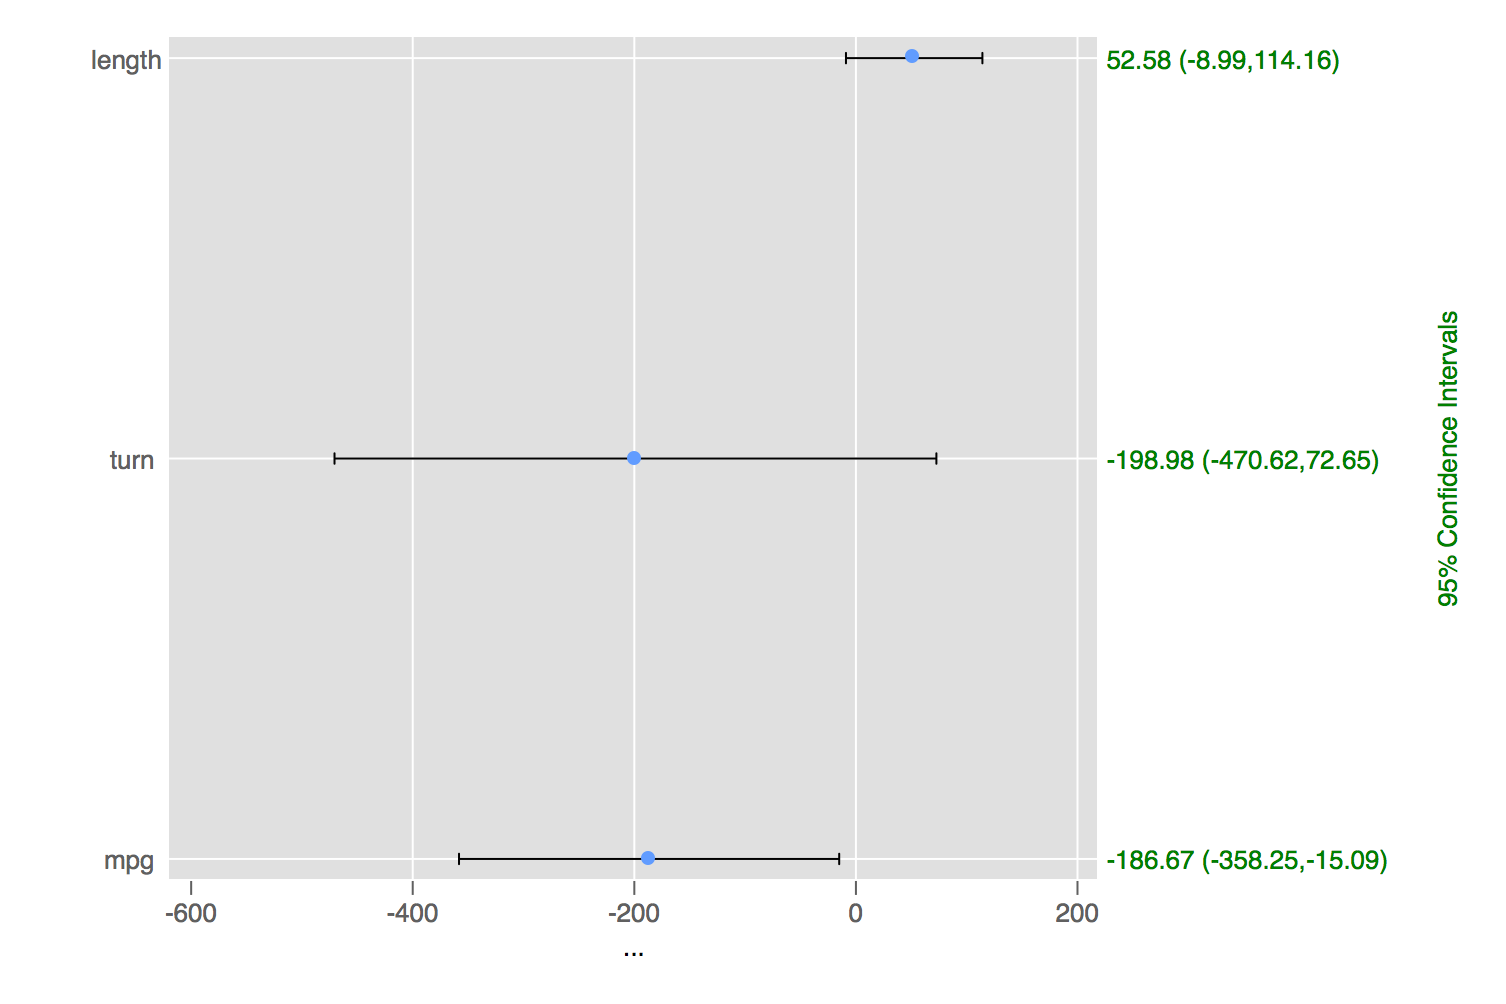 length
52.58 (-8.99,114.16)
turn
-198.98 (-470.62,72.65)
mpg
-186.67 (-358.25,-15.09)
95% Confidence Intervals
-600
-400
-200
0
200
...